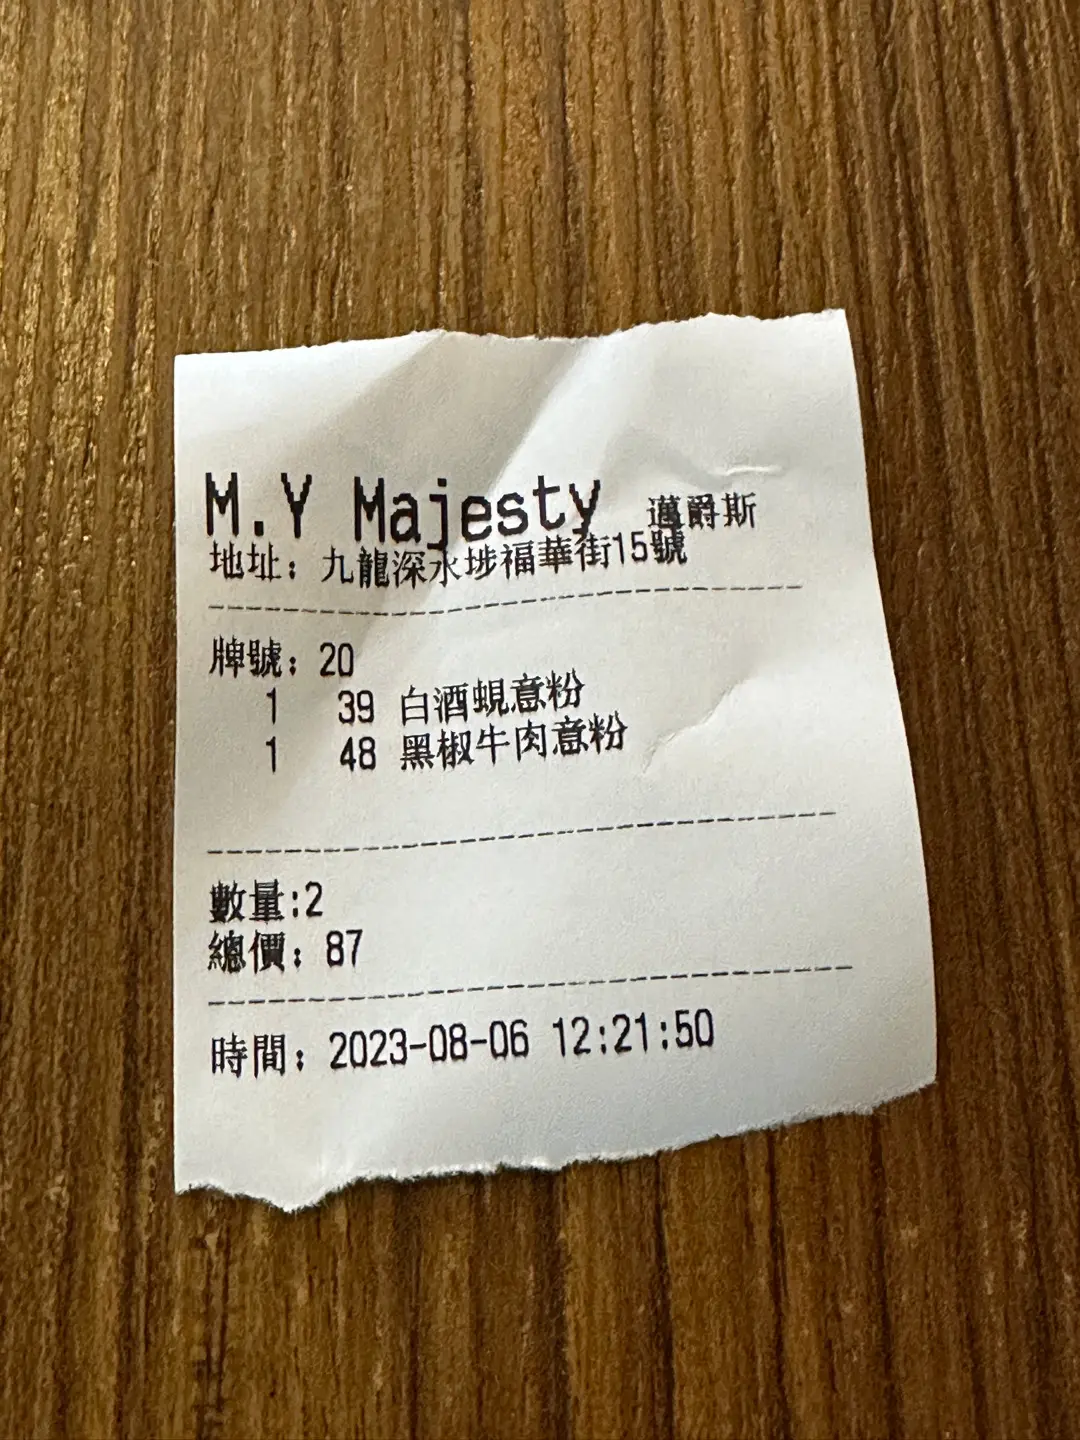 M.Y Majesty 邁爵斯
地址：九龍深水埗福華街15號
牌號：20
1 39 白酒蜆意粉
1 48 黑椒牛肉意粉
數量:2
總價：87
時間：2023-08-06 12:21:50